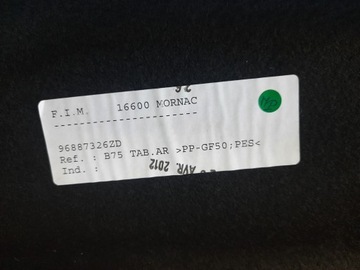 F.I.M. 16600 MORNAC
--------------------
96887326ZD
Ref. : B75 TAB.AR >PP-GF50;PES<
Ind. :
AVR. 2012